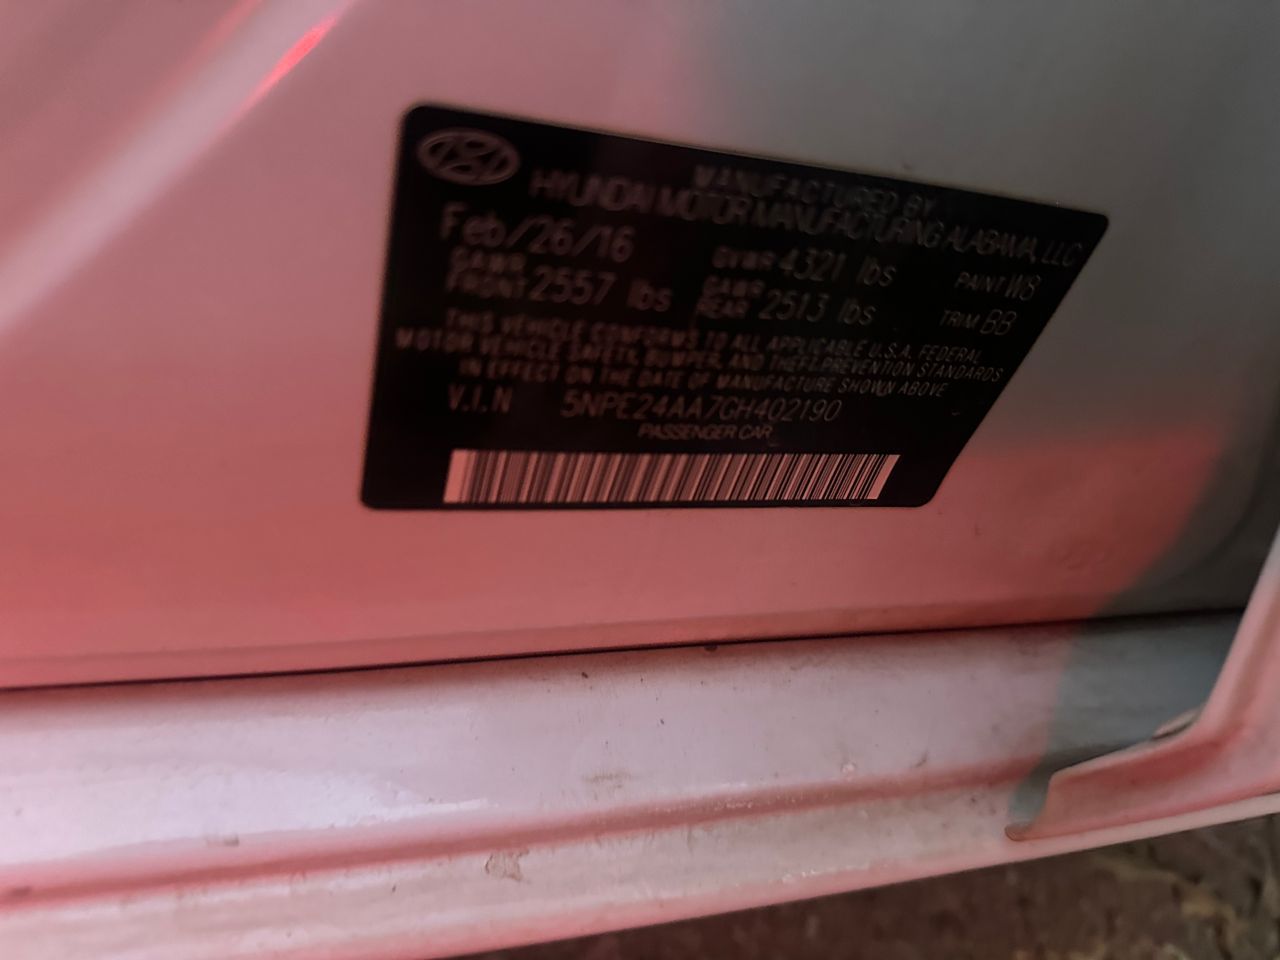 MANUFACTURED BY
HYUNDAI MOTOR MANUFACTURING ALABAMA, LLC
Feb/26/16 GVWR 4321 lbs PAINT W8
GAWR FRONT 2557 lbs GAWR REAR 2513 lbs TRIM BB
THIS VEHICLE CONFORMS TO ALL APPLICABLE U.S.A. FEDERAL
MOTOR VEHICLE SAFETY, BUMPER, AND THEFT PREVENTION STANDARDS
IN EFFECT ON THE DATE OF MANUFACTURE SHOWN ABOVE
V.I.N 5NPE24AA7GH402190
PASSENGER CAR